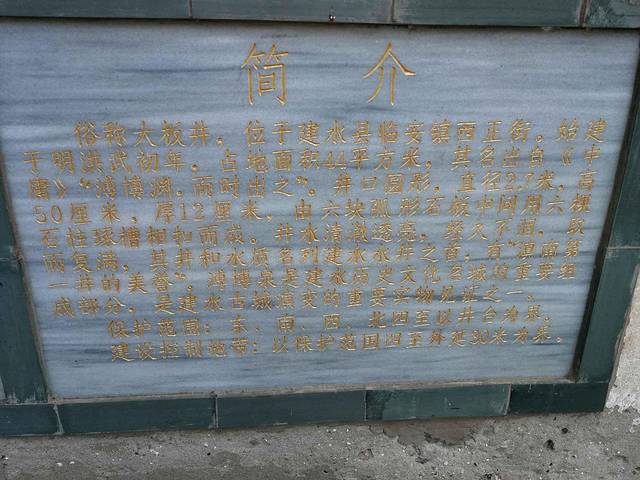 简 介
俗称大板井，位于建水县临安镇西正街。始建
于明洪武初年，占地面积44平方米，其名出自《中
庸》“溥博渊，而时出之”。井口圆形，直径2.7米，高
50厘米，厚12厘米，由六块弧形石板中间用六棵
石柱琢槽相扣而成。井水清澈透亮，经久不涸，取
而复满，其井和水质名列建水水井之首，有“滇南第
一井的美誉”。溥博泉是建水历史文化名城的重要组
成部分，是建水古城演变的重要实物见证之一。
保护范围：东、南、西、北四至以井台为界。
建设控制地带：以保护范围四至外延30米为界。